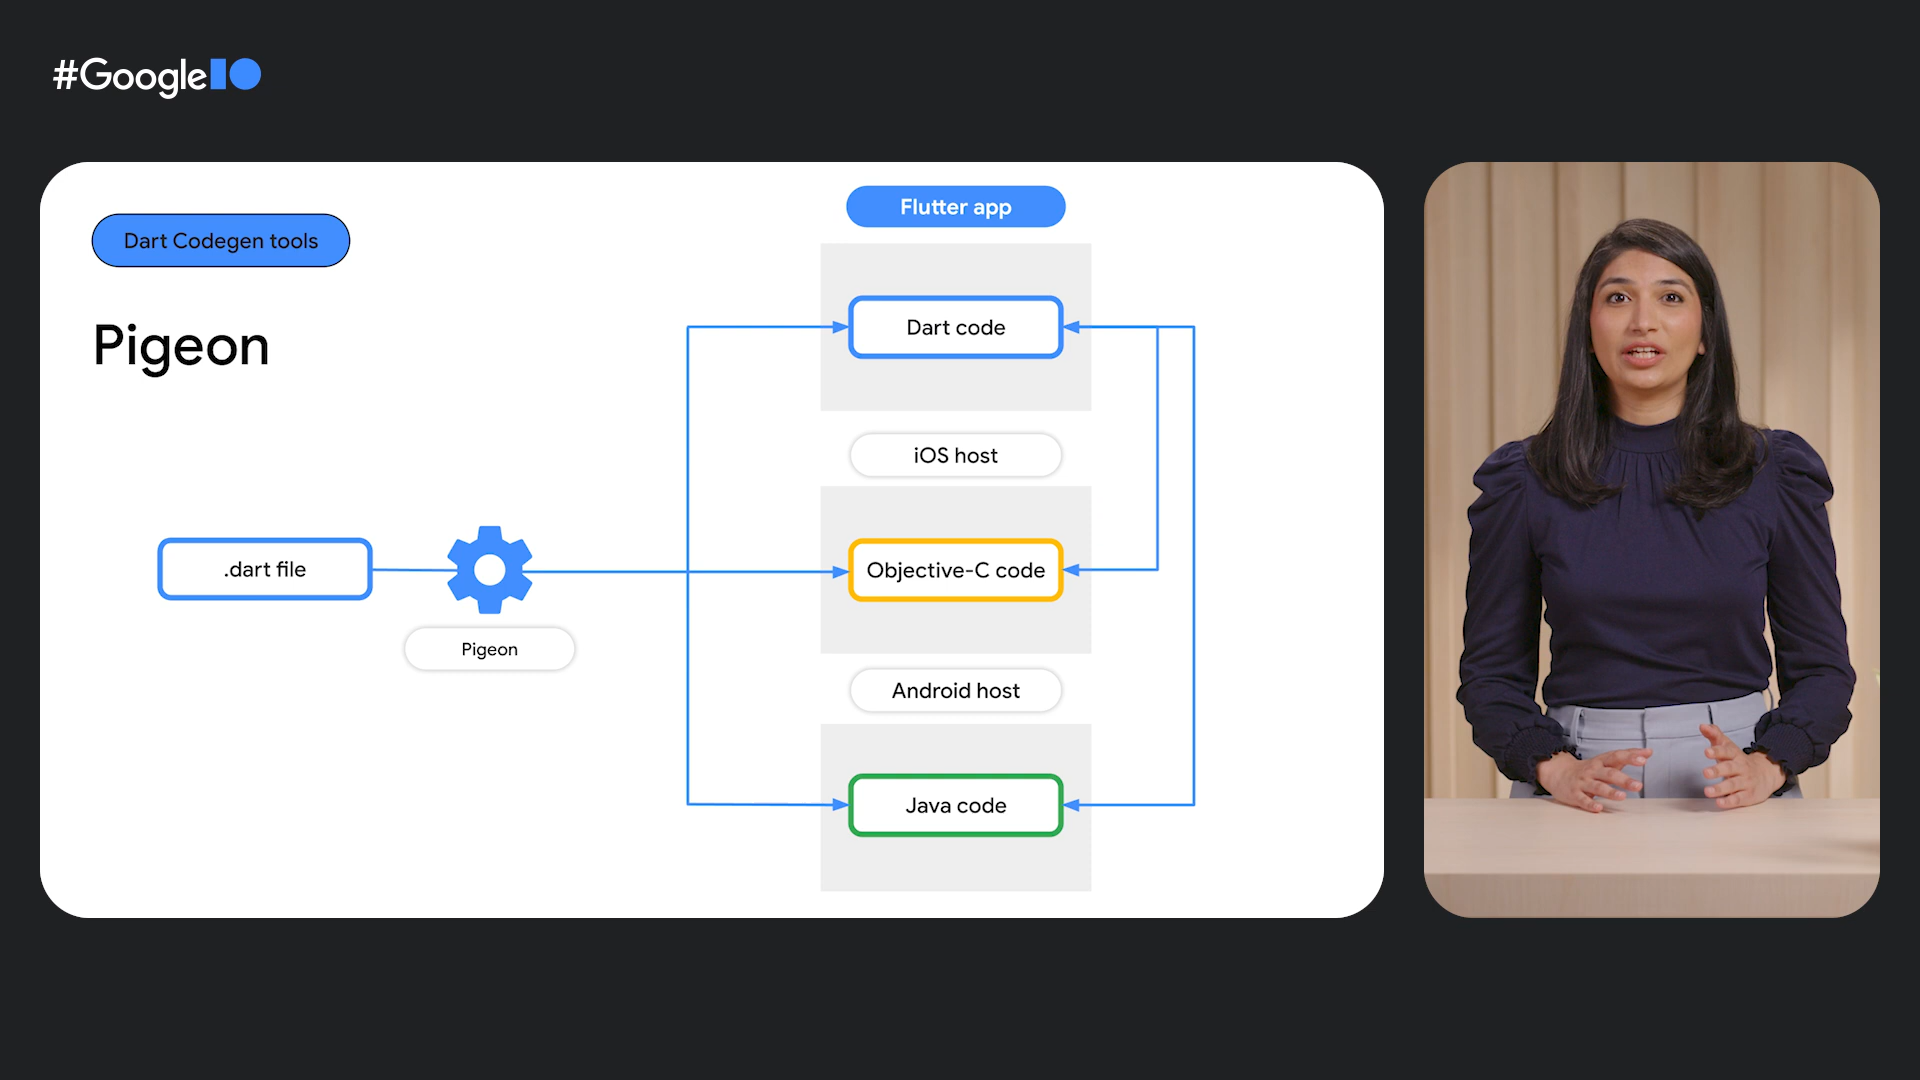 #GoogleIO
Dart Codegen tools
Pigeon
.dart file
Pigeon
Flutter app
Dart code
iOS host
Objective-C code
Android host
Java code